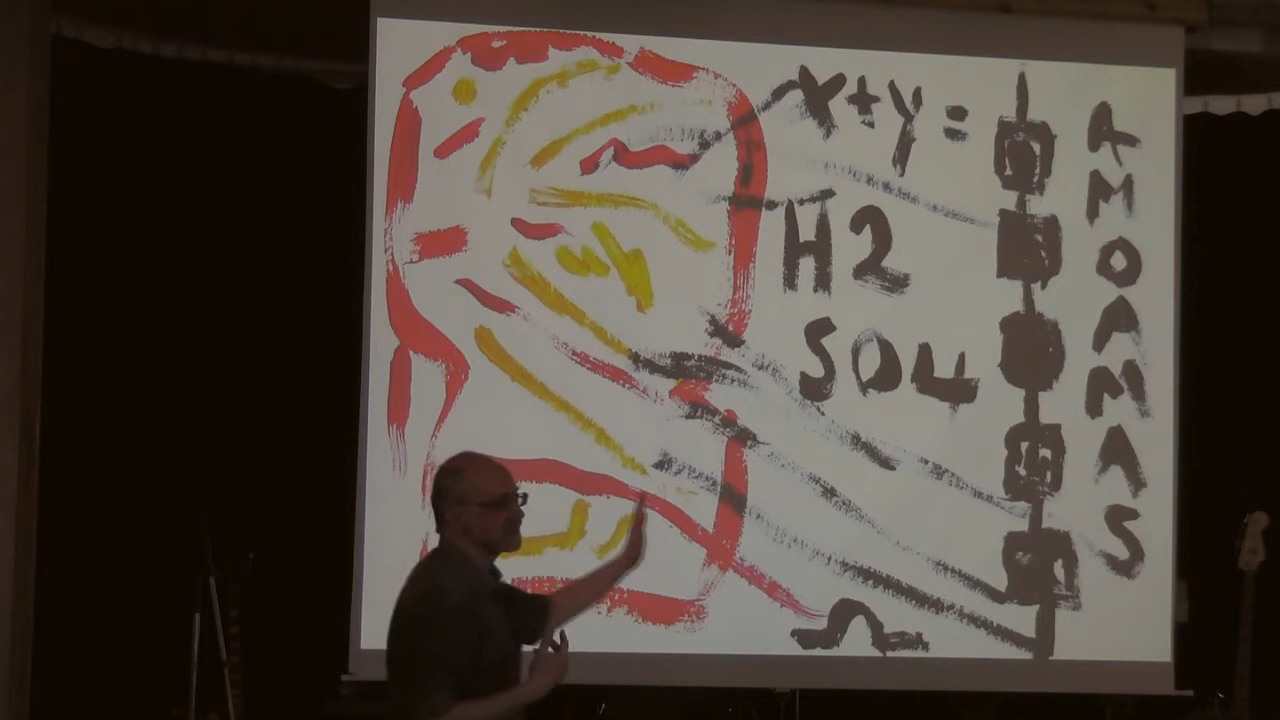 x+y =
H2
SO4
Ω
AMOAMAS